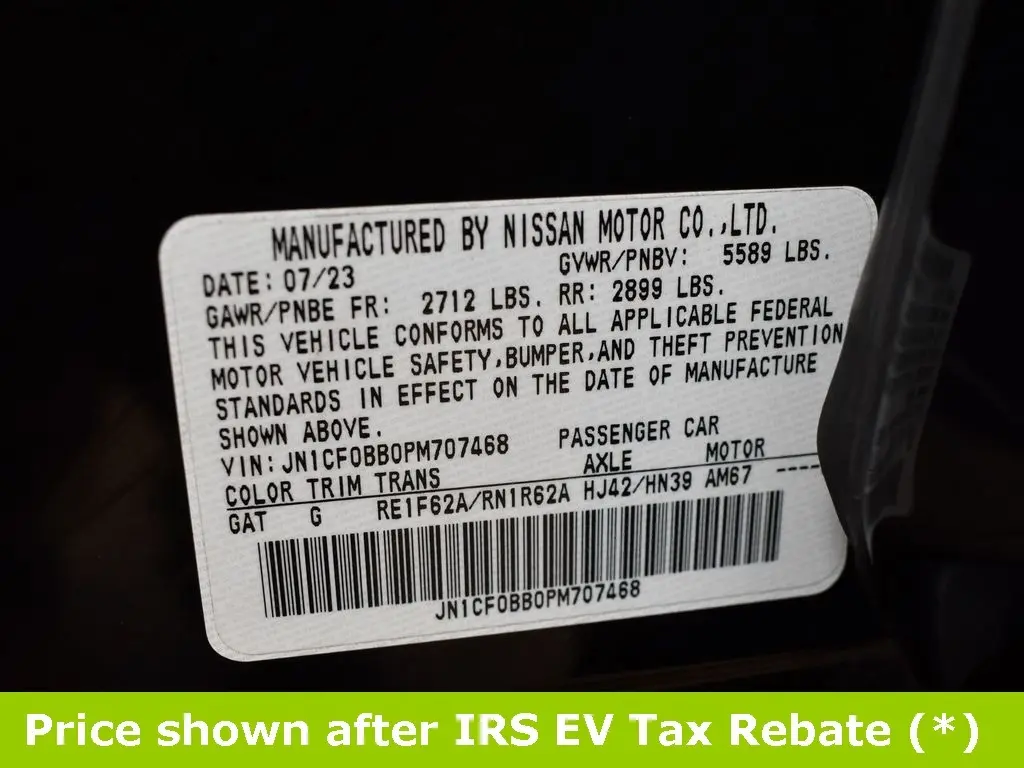 MANUFACTURED BY NISSAN MOTOR CO.,LTD.
DATE: 07/23 GVWR/PNBV: 5589 LBS.
GAWR/PNBE FR: 2712 LBS. RR: 2899 LBS.
THIS VEHICLE CONFORMS TO ALL APPLICABLE FEDERAL
MOTOR VEHICLE SAFETY,BUMPER,AND THEFT PREVENTION
STANDARDS IN EFFECT ON THE DATE OF MANUFACTURE
SHOWN ABOVE.
VIN: JN1CF0BB0PM707468 PASSENGER CAR
COLOR TRIM TRANS AXLE MOTOR
GAT G RE1F62A/RN1R62A HJ42/HN39 AM67 ----
JN1CF0BB0PM707468
Price shown after IRS EV Tax Rebate (*)